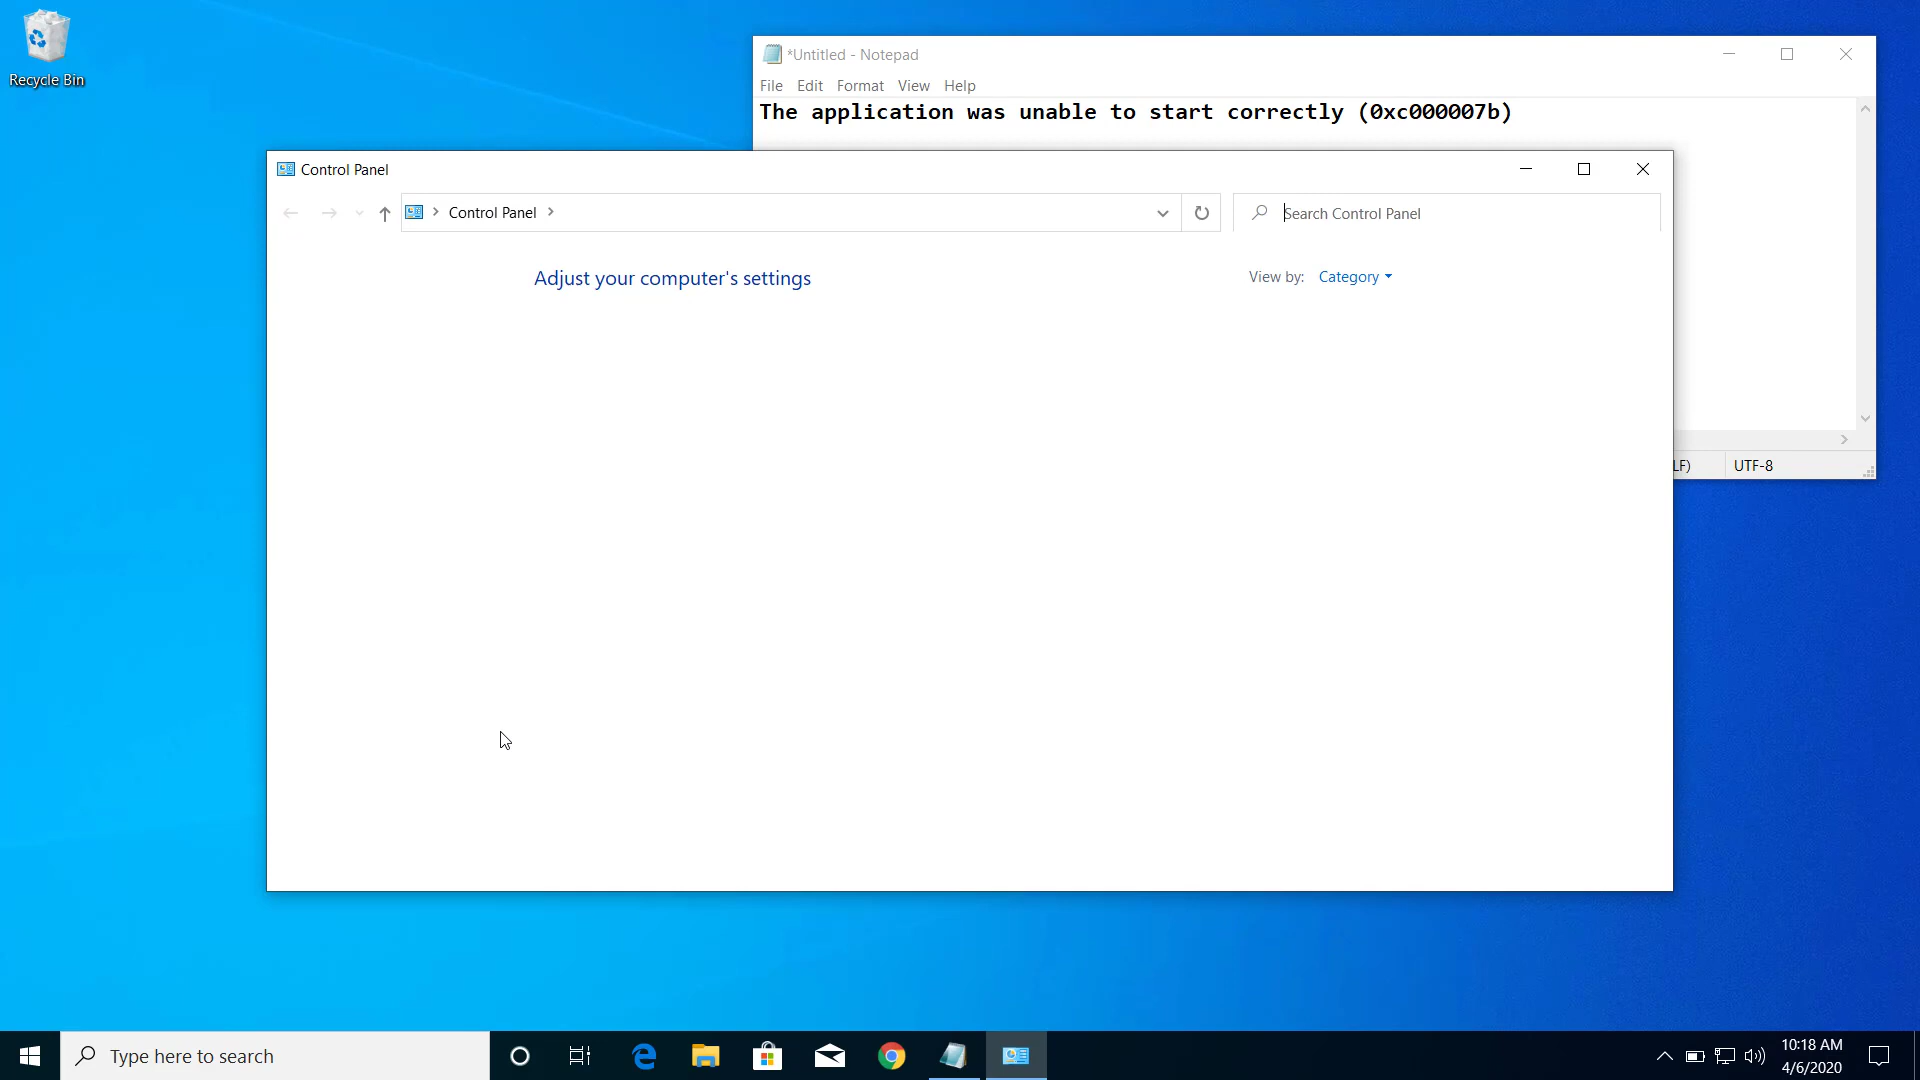 Recycle Bin
*Untitled - Notepad
File Edit Format View Help
The application was unable to start correctly (0xc000007b)
Control Panel
Control Panel
Search Control Panel
Adjust your computer's settings
View by: Category
LF) UTF-8
Type here to search
10:18 AM
4/6/2020